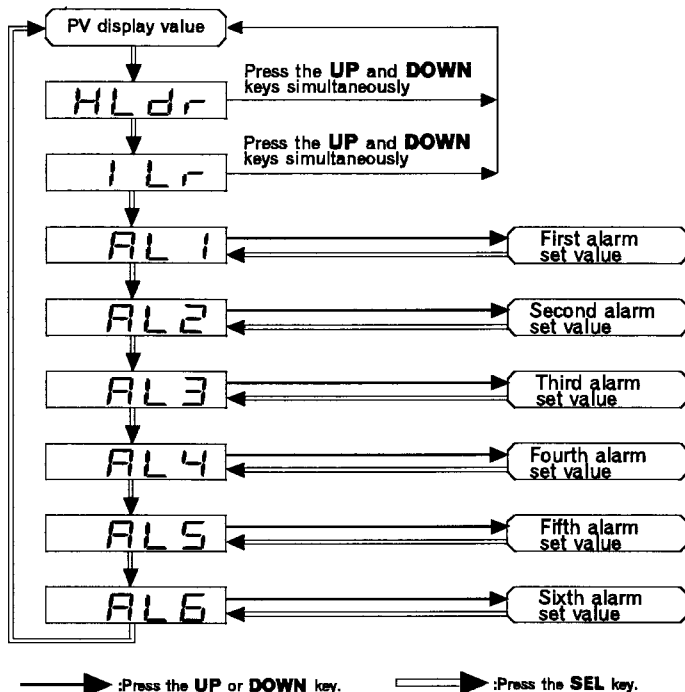 PV display value
Press the UP and DOWN
keys simultaneously
HLdr
Press the UP and DOWN
keys simultaneously
ILr
AL1
First alarm
set value
AL2
Second alarm
set value
AL3
Third alarm
set value
AL4
Fourth alarm
set value
AL5
Fifth alarm
set value
AL6
Sixth alarm
set value
:Press the UP or DOWN key.
:Press the SEL key.